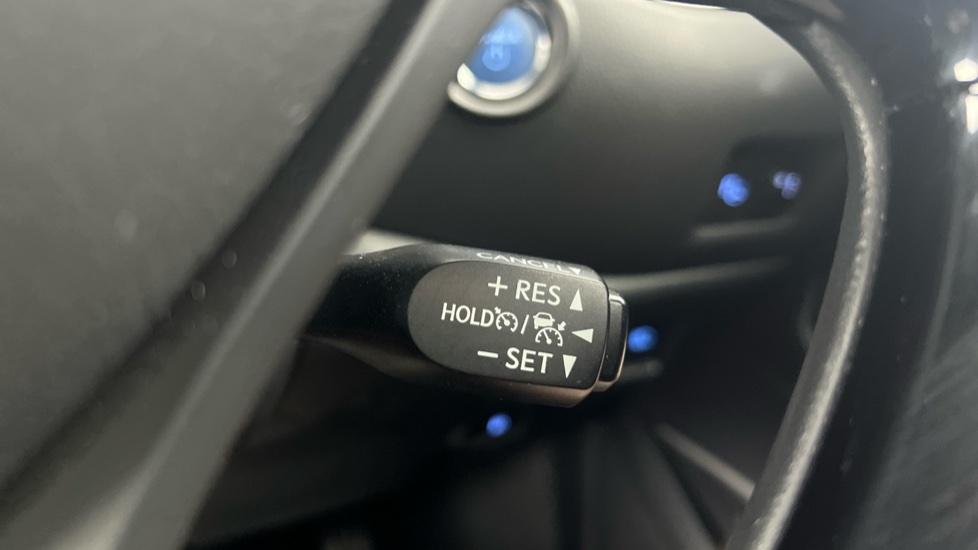 CANCEL ▼
+ RES ▲
HOLD / ◀
− SET ▼